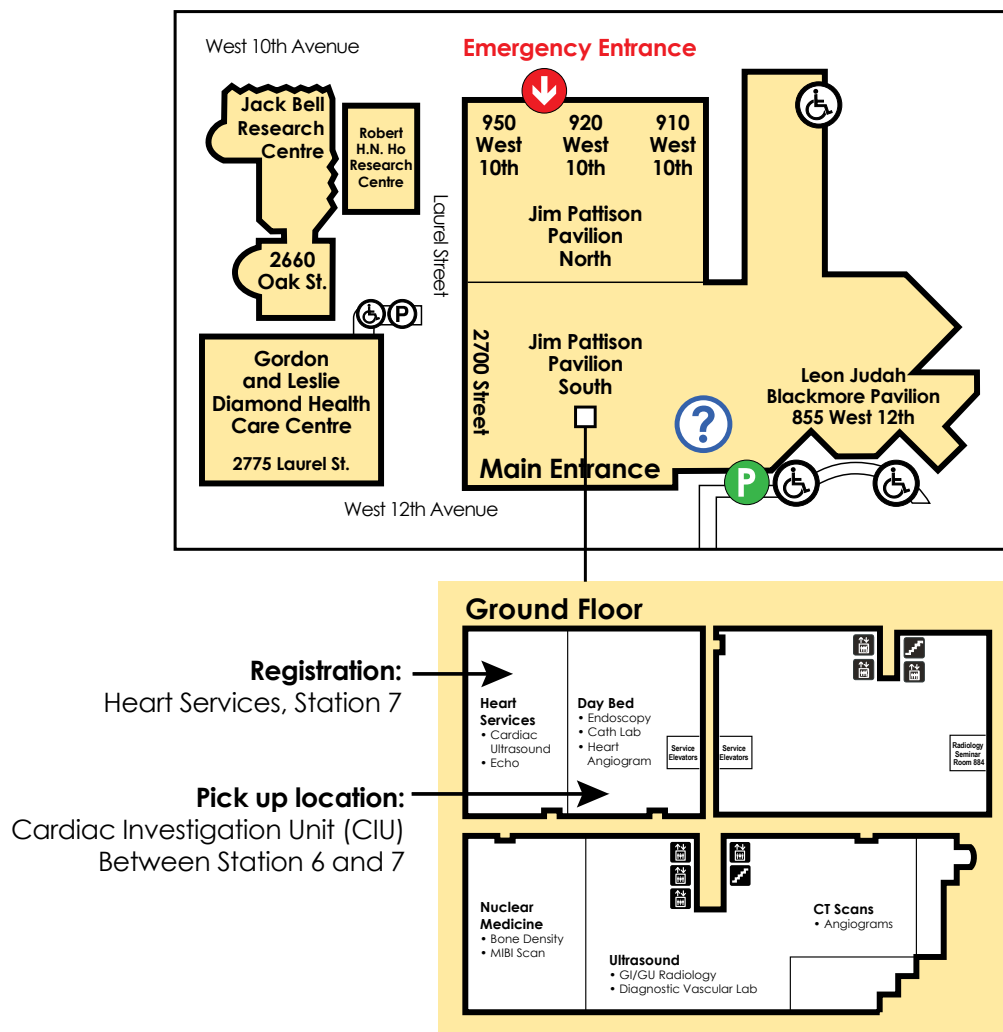 West 10th Avenue
Emergency Entrance
Jack Bell
Research
Centre
Robert
H.N. Ho
Research
Centre
950
West
10th
920
West
10th
910
West
10th
Jim Pattison
Pavilion
North
Laurel Street
2660
Oak St.
P
Gordon
and Leslie
Diamond Health
Care Centre
2775 Laurel St.
2700 Street
Jim Pattison
Pavilion
South
?
Leon Judah
Blackmore Pavilion
855 West 12th
Main Entrance
P
West 12th Avenue
Ground Floor
Registration:
Heart Services, Station 7
Heart
Services
• Cardiac
Ultrasound
• Echo
Day Bed
• Endoscopy
• Cath Lab
• Heart
Angiogram
Service
Elevators
Service
Elevators
Radiology
Seminar
Room 884
Pick up location:
Cardiac Investigation Unit (CIU)
Between Station 6 and 7
Nuclear
Medicine
• Bone Density
• MIBI Scan
Ultrasound
• GI/GU Radiology
• Diagnostic Vascular Lab
CT Scans
• Angiograms